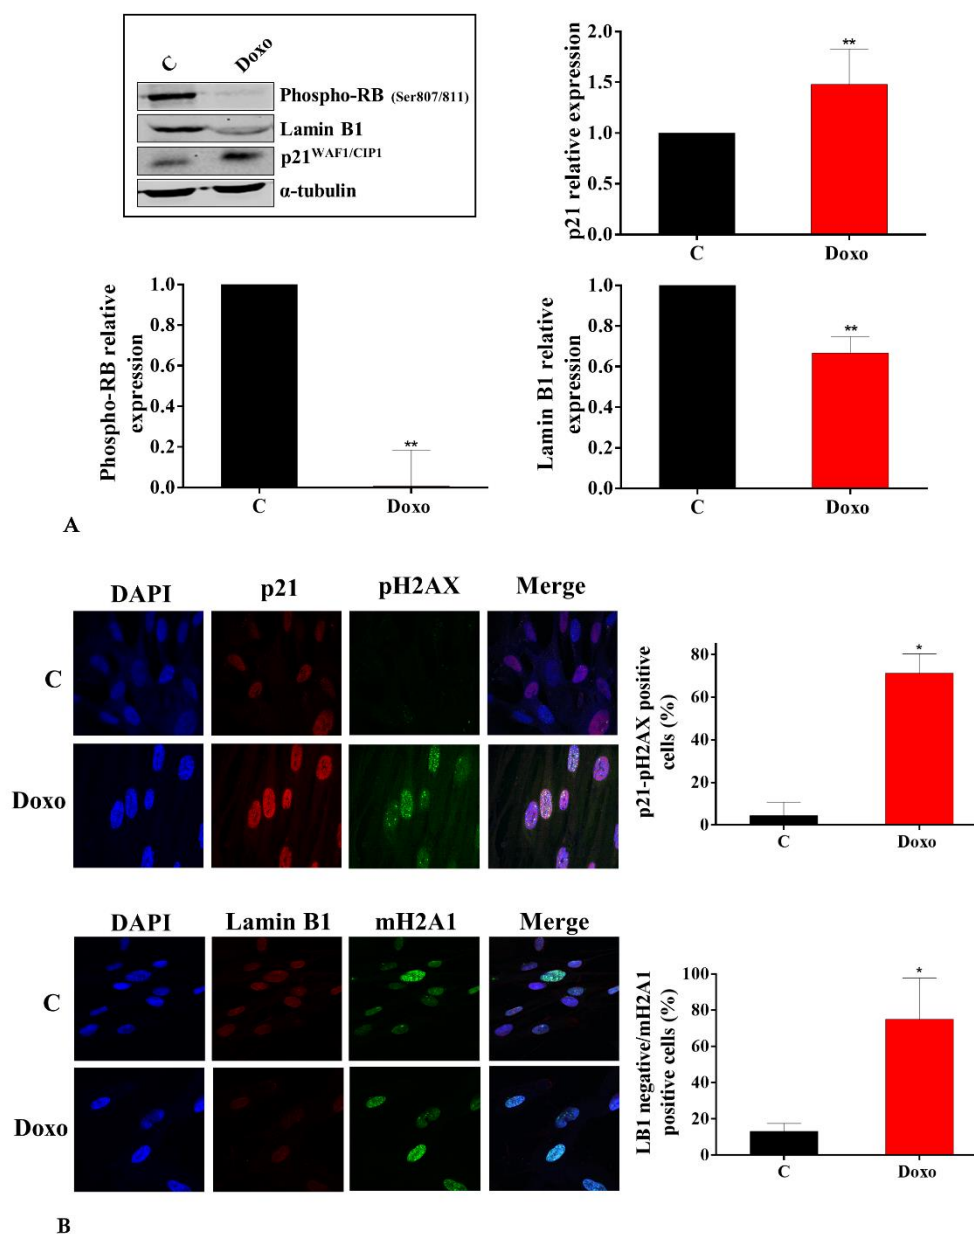 C
Doxo
Phospho-RB (Ser807/811)
Lamin B1
p21WAF1/CIP1
α-tubulin
p21 relative expression
2.0
1.5
1.0
0.5
0.0
C
Doxo
**
Phospho-RB relative
expression
1.0
0.8
0.6
0.4
0.2
0.0
C
Doxo
**
Lamin B1 relative
expression
1.0
0.8
0.6
0.4
0.2
0.0
C
Doxo
**
A
DAPI
p21
pH2AX
Merge
C
Doxo
p21-pH2AX positive
cells (%)
80
60
40
20
0
C
Doxo
*
DAPI
Lamin B1
mH2A1
Merge
C
Doxo
LB1 negative/mH2A1
positive cells (%)
100
80
60
40
20
0
C
Doxo
*
B